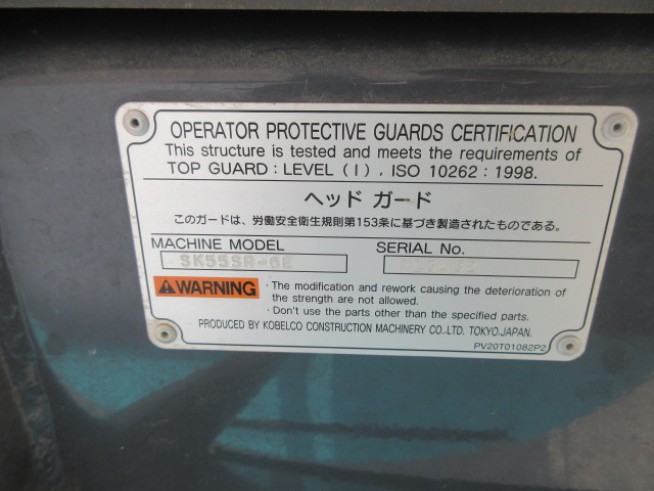 OPERATOR PROTECTIVE GUARDS CERTIFICATION
This structure is tested and meets the requirements of
TOP GUARD : LEVEL ( I ) , ISO 10262 : 1998.
ヘッド ガード
このガードは、労働安全衛生規則第153条に基づき製造されたものである。
MACHINE MODEL SERIAL No.
SK55SR-6E
WARNING
· The modification and rework causing the deterioration of
the strength are not allowed.
· Don't use the parts other than the specified parts.
PRODUCED BY KOBELCO CONSTRUCTION MACHINERY CO.,LTD. TOKYO.JAPAN.
PV20T01082P2